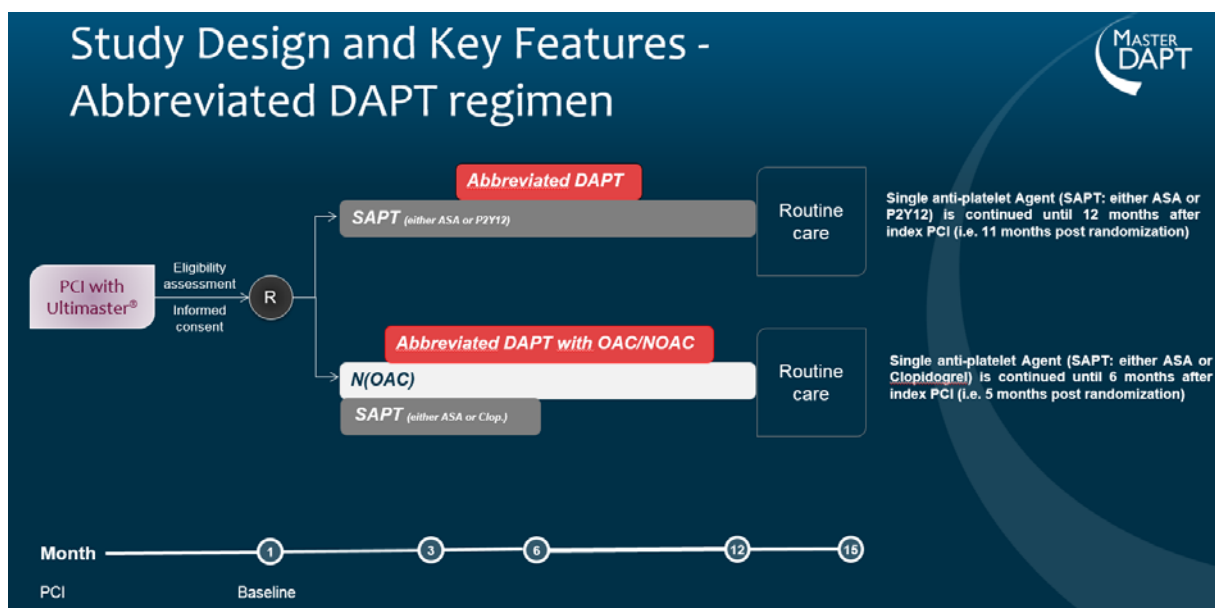 Study Design and Key Features -
Abbreviated DAPT regimen
MASTER
DAPT
Abbreviated DAPT
SAPT (either ASA or P2Y12)
Routine
care
Single anti-platelet Agent (SAPT: either ASA or
P2Y12) is continued until 12 months after
index PCI (i.e. 11 months post randomization)
PCI with
Ultimaster®
Eligibility
assessment
Informed
consent
R
Abbreviated DAPT with OAC/NOAC
N(OAC)
SAPT (either ASA or Clop.)
Routine
care
Single anti-platelet Agent (SAPT: either ASA or
Clopidogrel) is continued until 6 months after
index PCI (i.e. 5 months post randomization)
Month 1 3 6 12 15
PCI Baseline